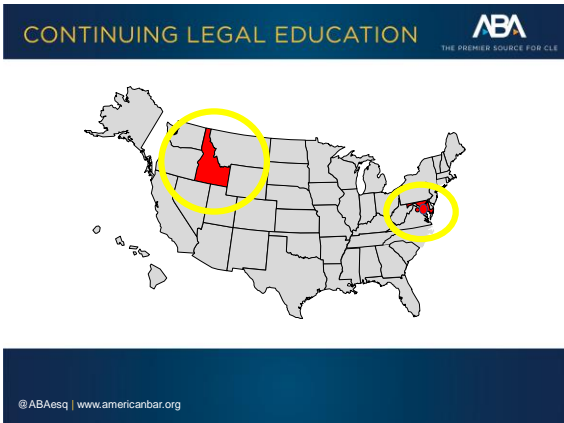 CONTINUING LEGAL EDUCATION
ABA
THE PREMIER SOURCE FOR CLE
@ABAesq | www.americanbar.org